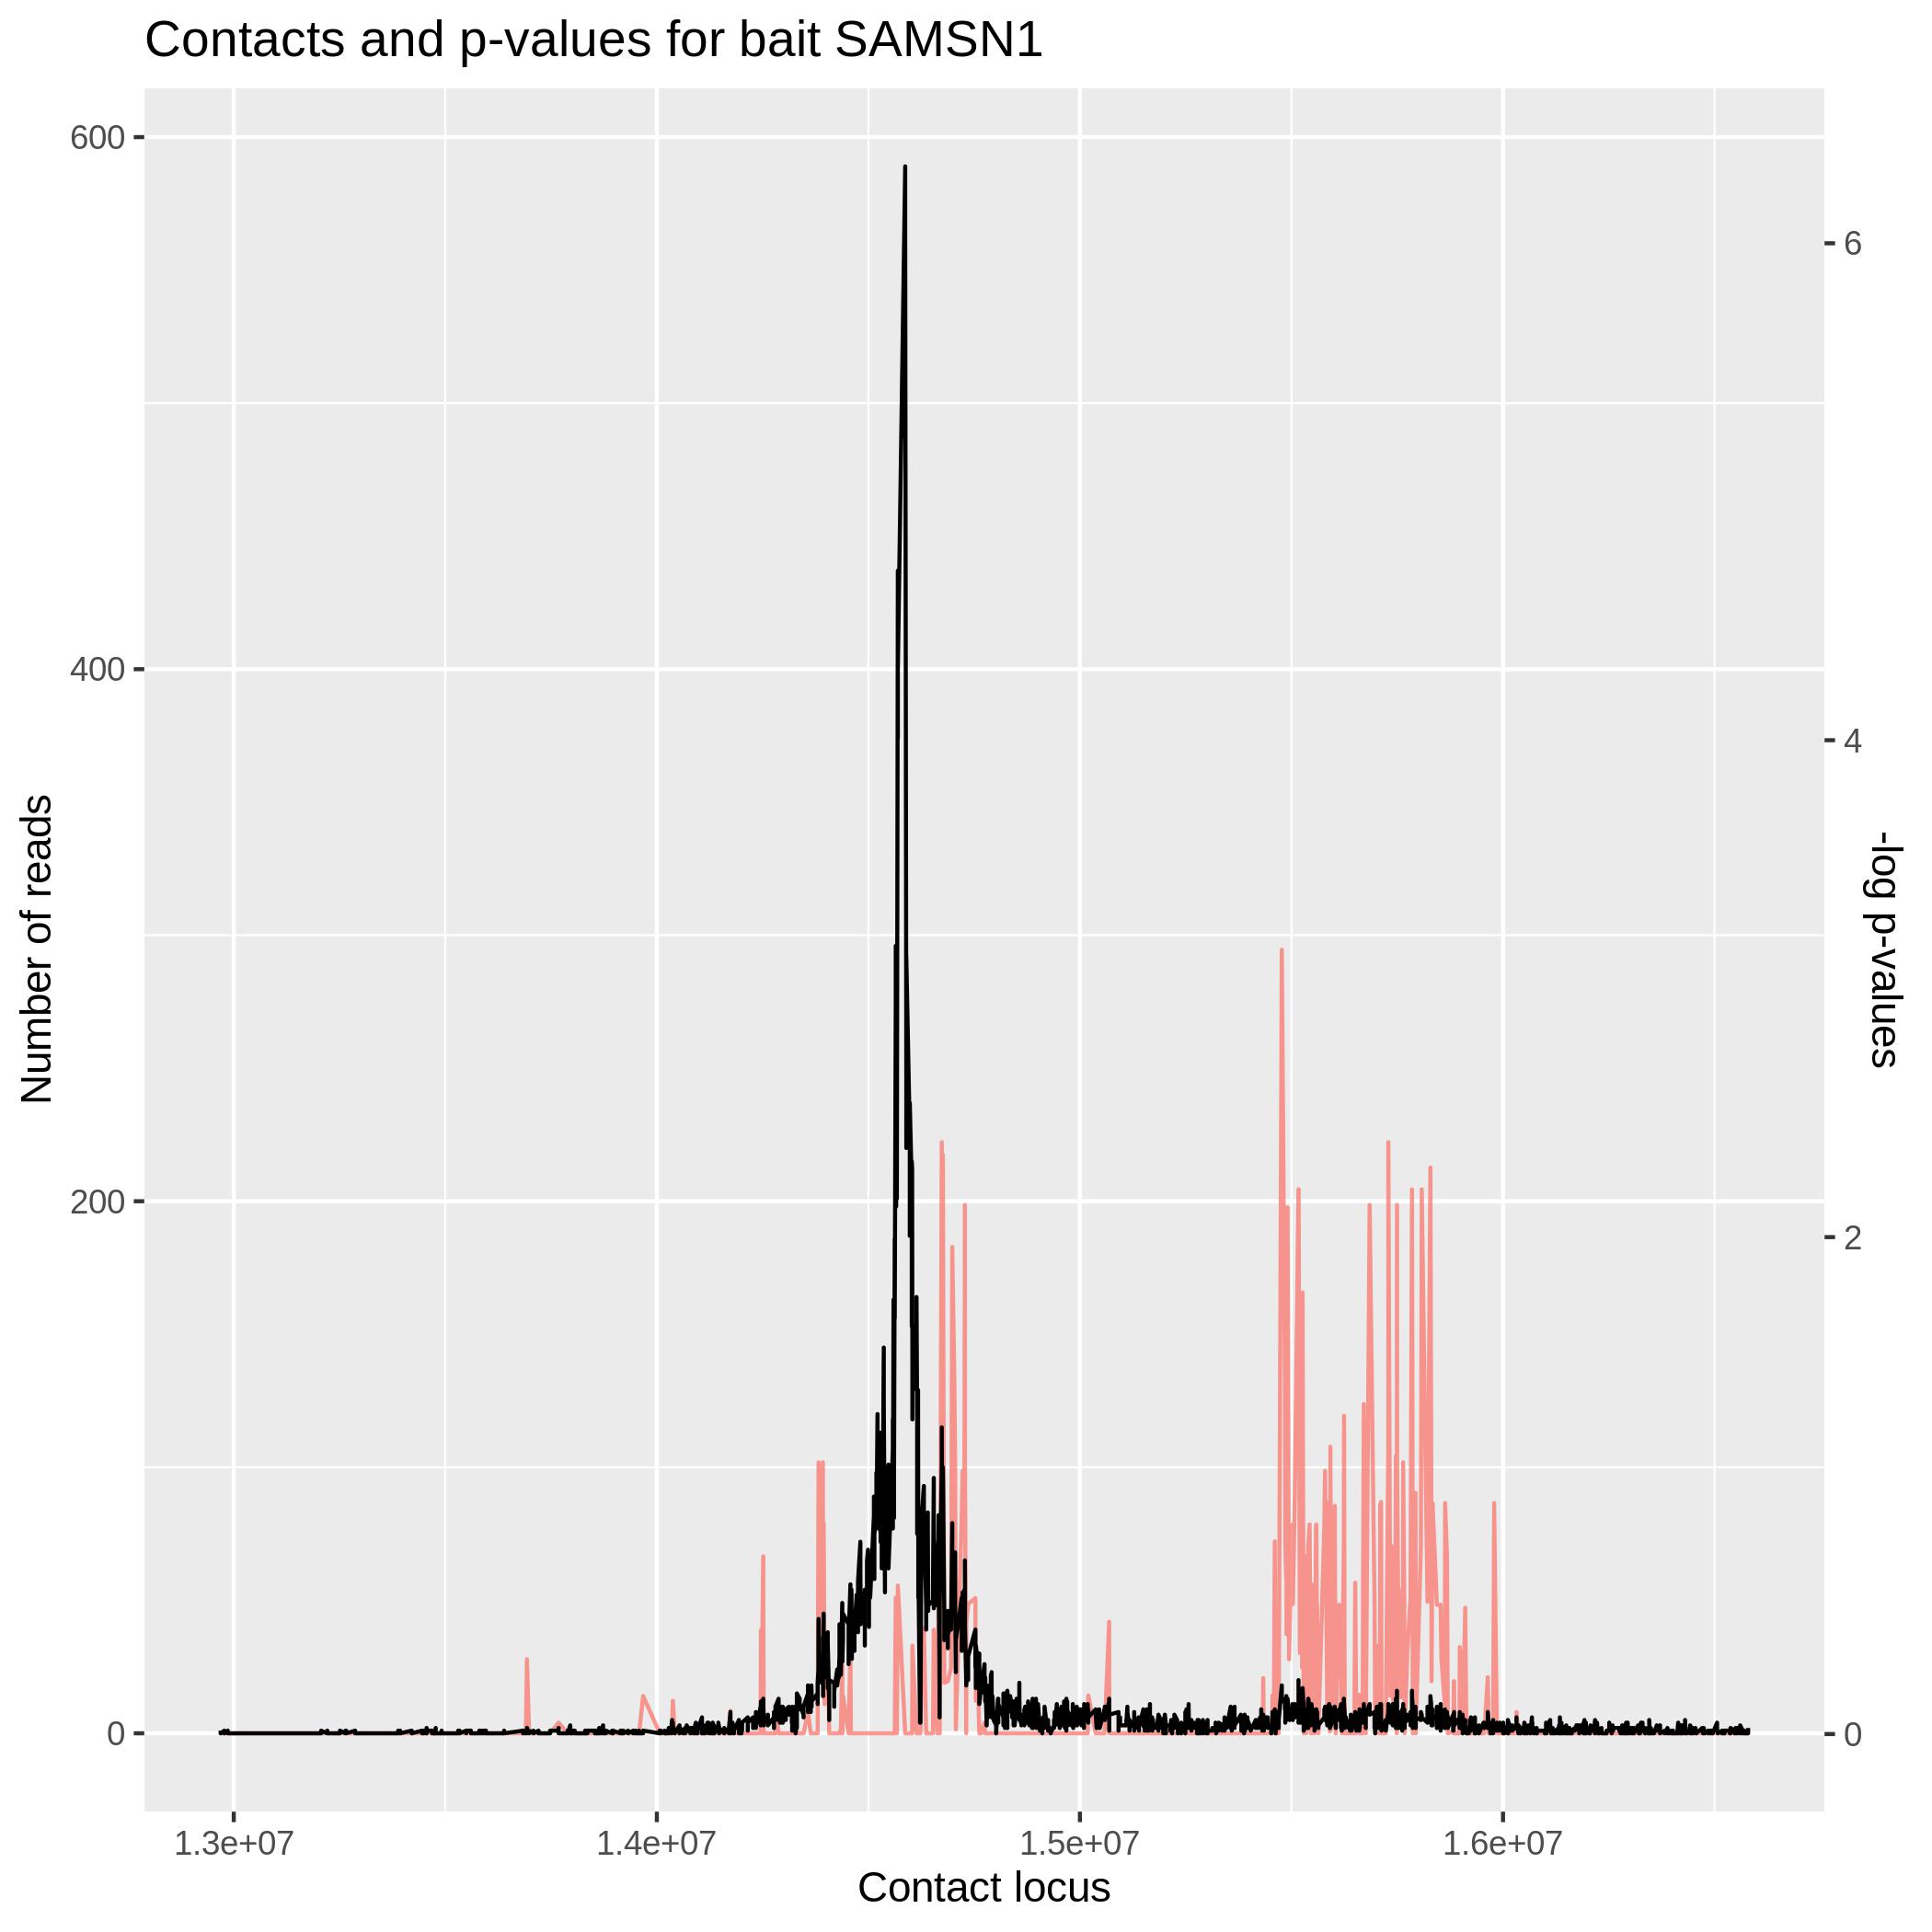 Contacts and p-values for bait SAMSN1
600
400
200
0
Number of reads
6
4
2
0
-log p-values
1.3e+07
1.4e+07
1.5e+07
1.6e+07
Contact locus